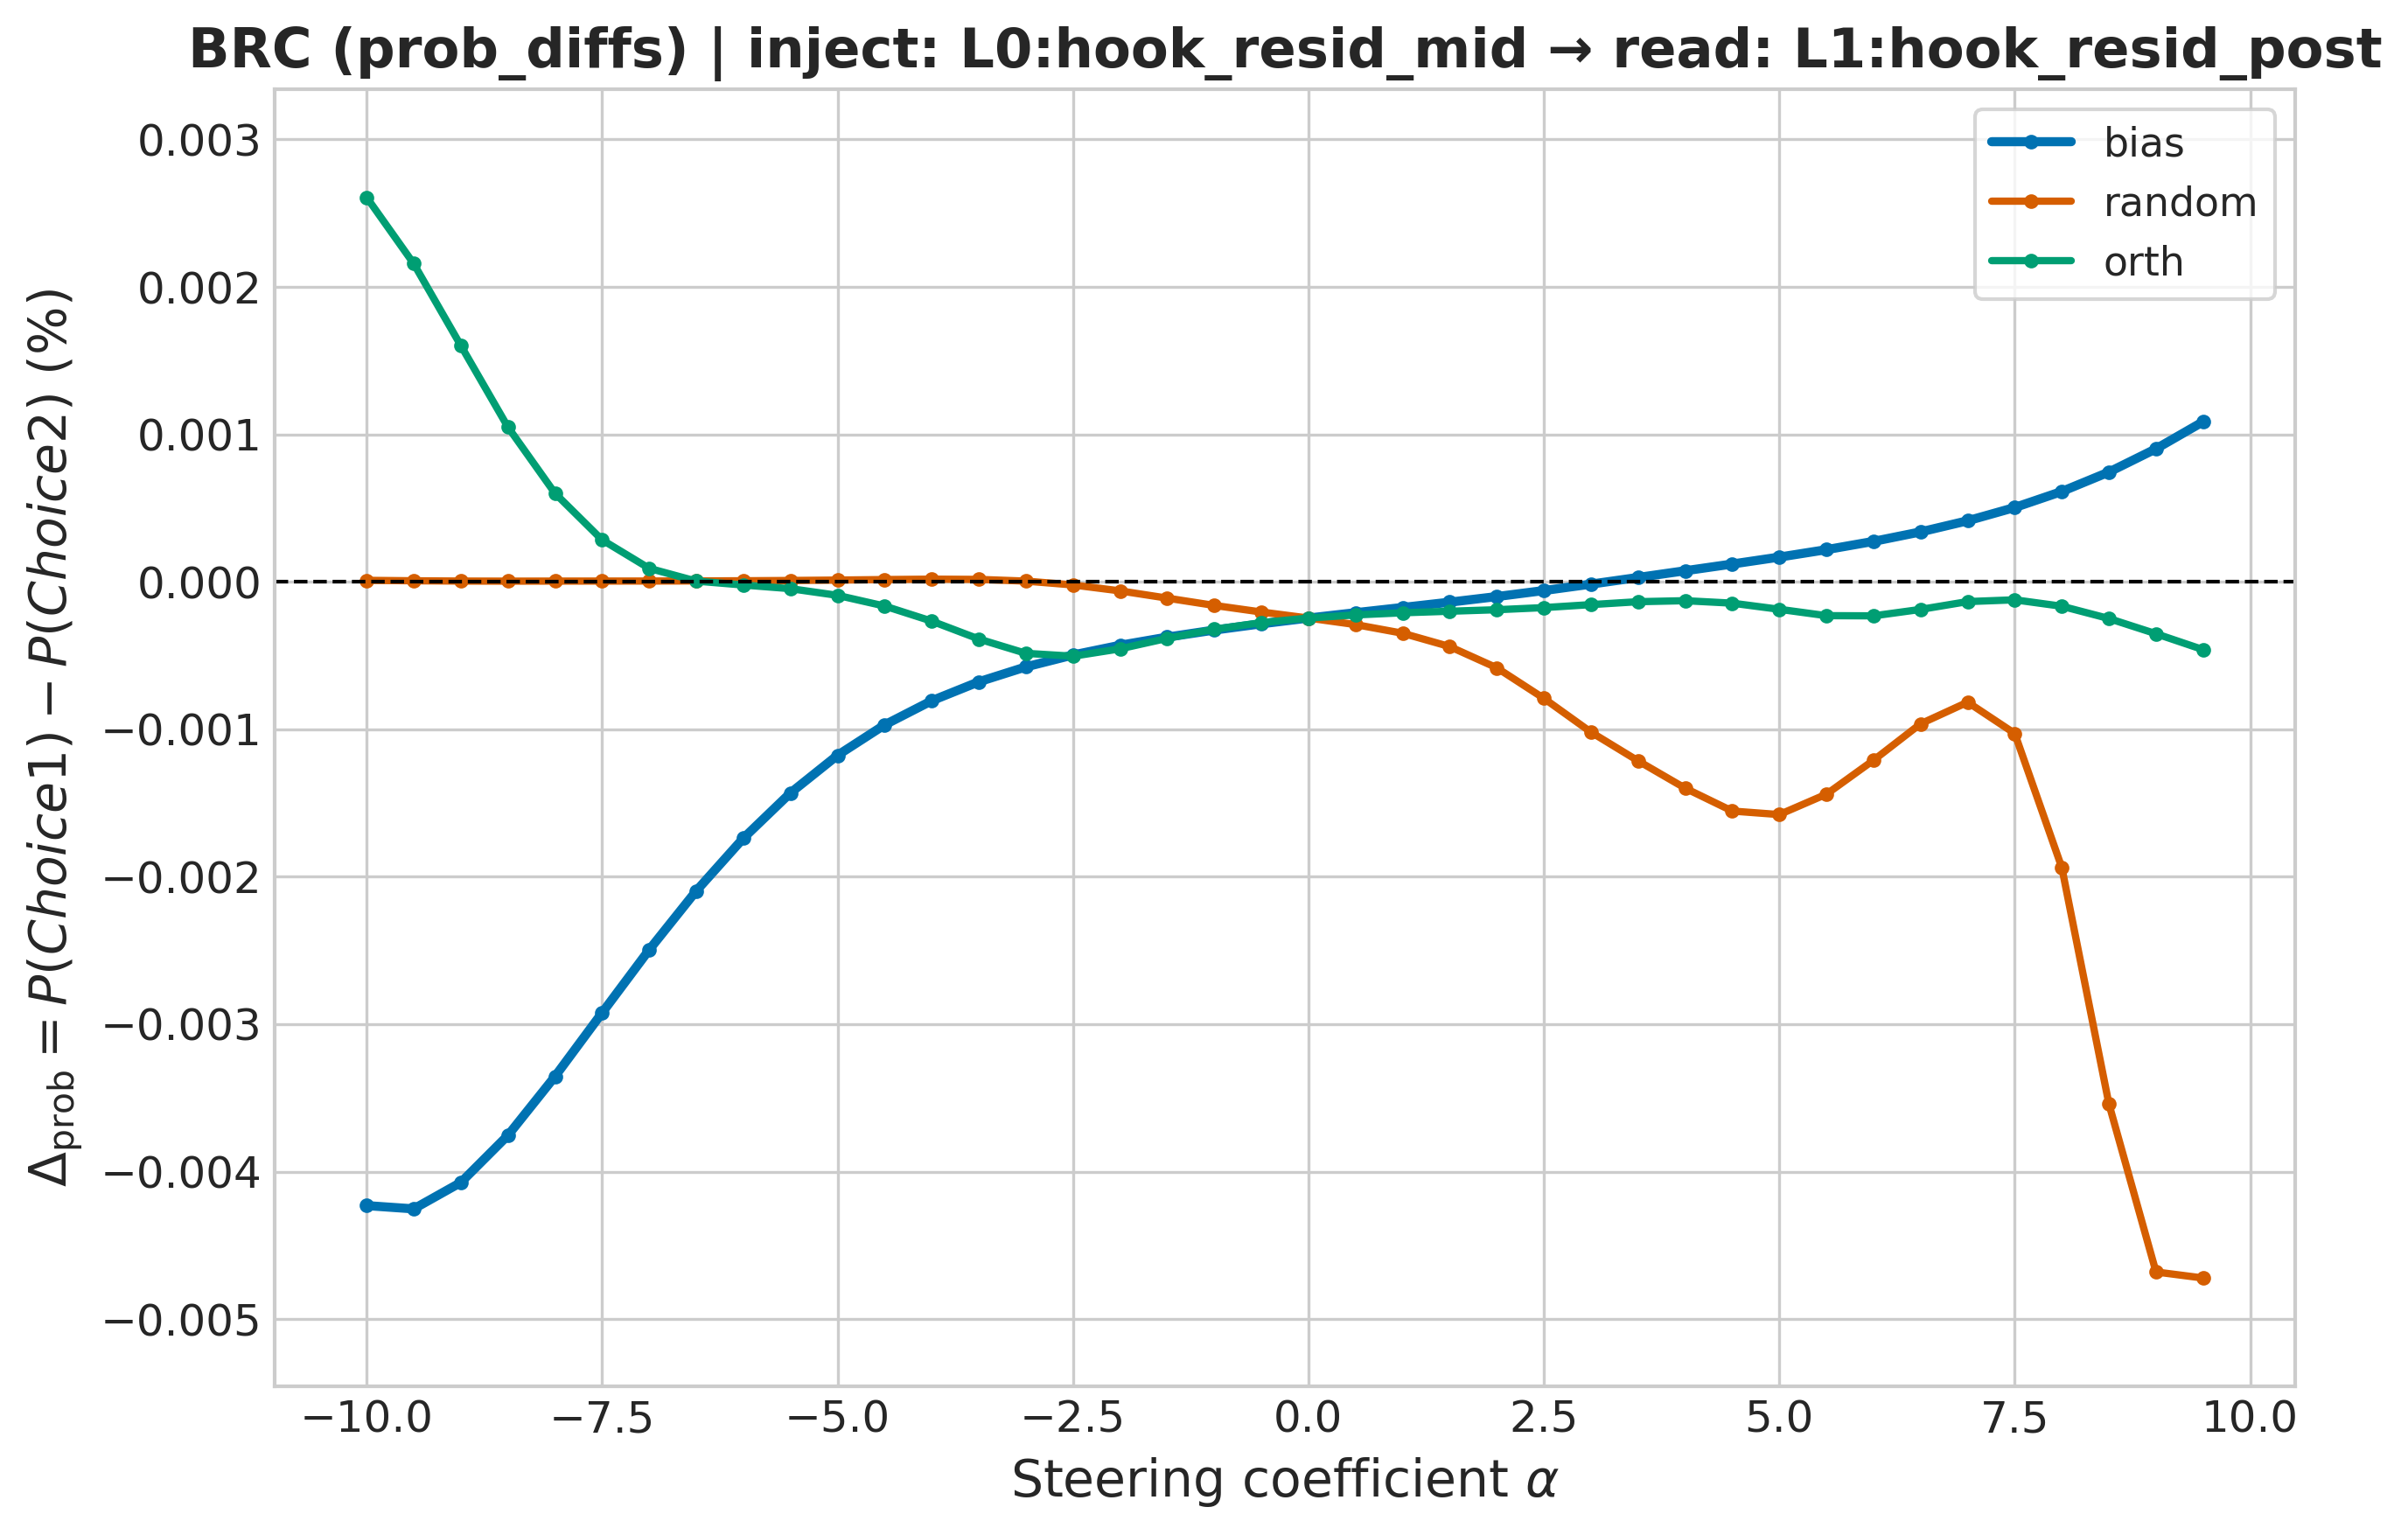 BRC (prob_diffs) | inject: L0:hook_resid_mid → read: L1:hook_resid_post
bias
random
orth
0.003
0.002
0.001
0.000
−0.001
−0.002
−0.003
−0.004
−0.005
Δprob = P(Choice1) − P(Choice2) (%)
−10.0 −7.5 −5.0 −2.5 0.0 2.5 5.0 7.5 10.0
Steering coefficient α